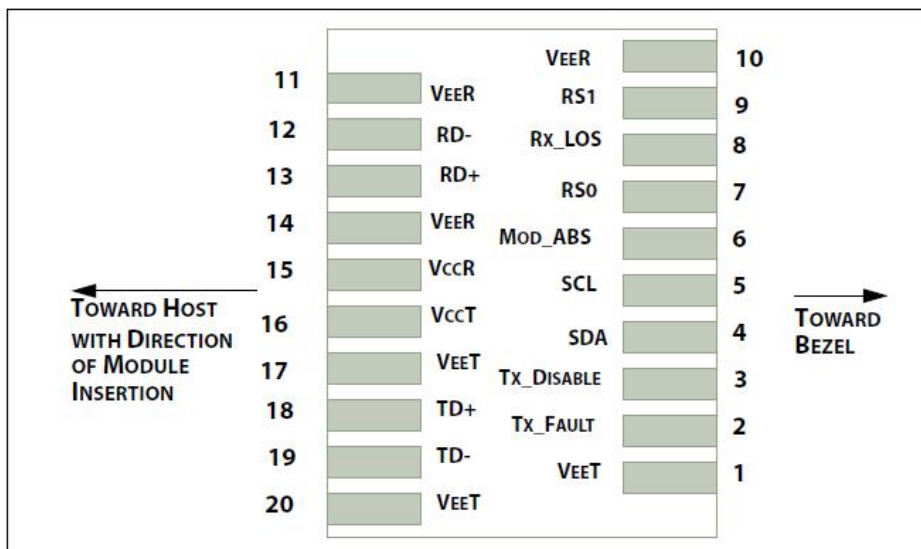 VEER 10
11 VEER
RS1 9
12 RD-
RX_LOS 8
13 RD+
RS0 7
14 VEER
MOD_ABS 6
15 VCCR
SCL 5
16 VCCT
SDA 4
17 VEET
TX_DISABLE 3
18 TD+
TX_FAULT 2
19 TD-
VEET 1
20 VEET
TOWARD HOST
WITH DIRECTION
OF MODULE
INSERTION
TOWARD
BEZEL